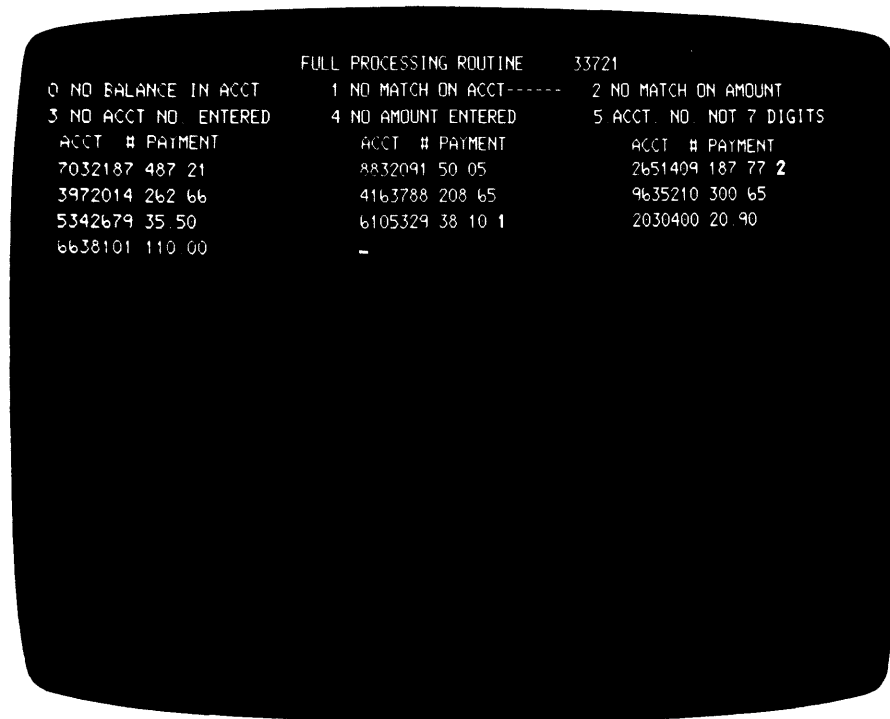 FULL PROCESSING ROUTINE 33721
0 NO BALANCE IN ACCT 1 NO MATCH ON ACCT------ 2 NO MATCH ON AMOUNT
3 NO ACCT NO. ENTERED 4 NO AMOUNT ENTERED 5 ACCT. NO. NOT 7 DIGITS
ACCT # PAYMENT ACCT # PAYMENT ACCT # PAYMENT
7032187 487 21 8832091 50 05 2651409 187 77 2
3972014 262 66 4163788 208 65 9635210 300 65
5342679 35.50 6105329 38 10 1 2030400 20.90
6638101 110 00 _